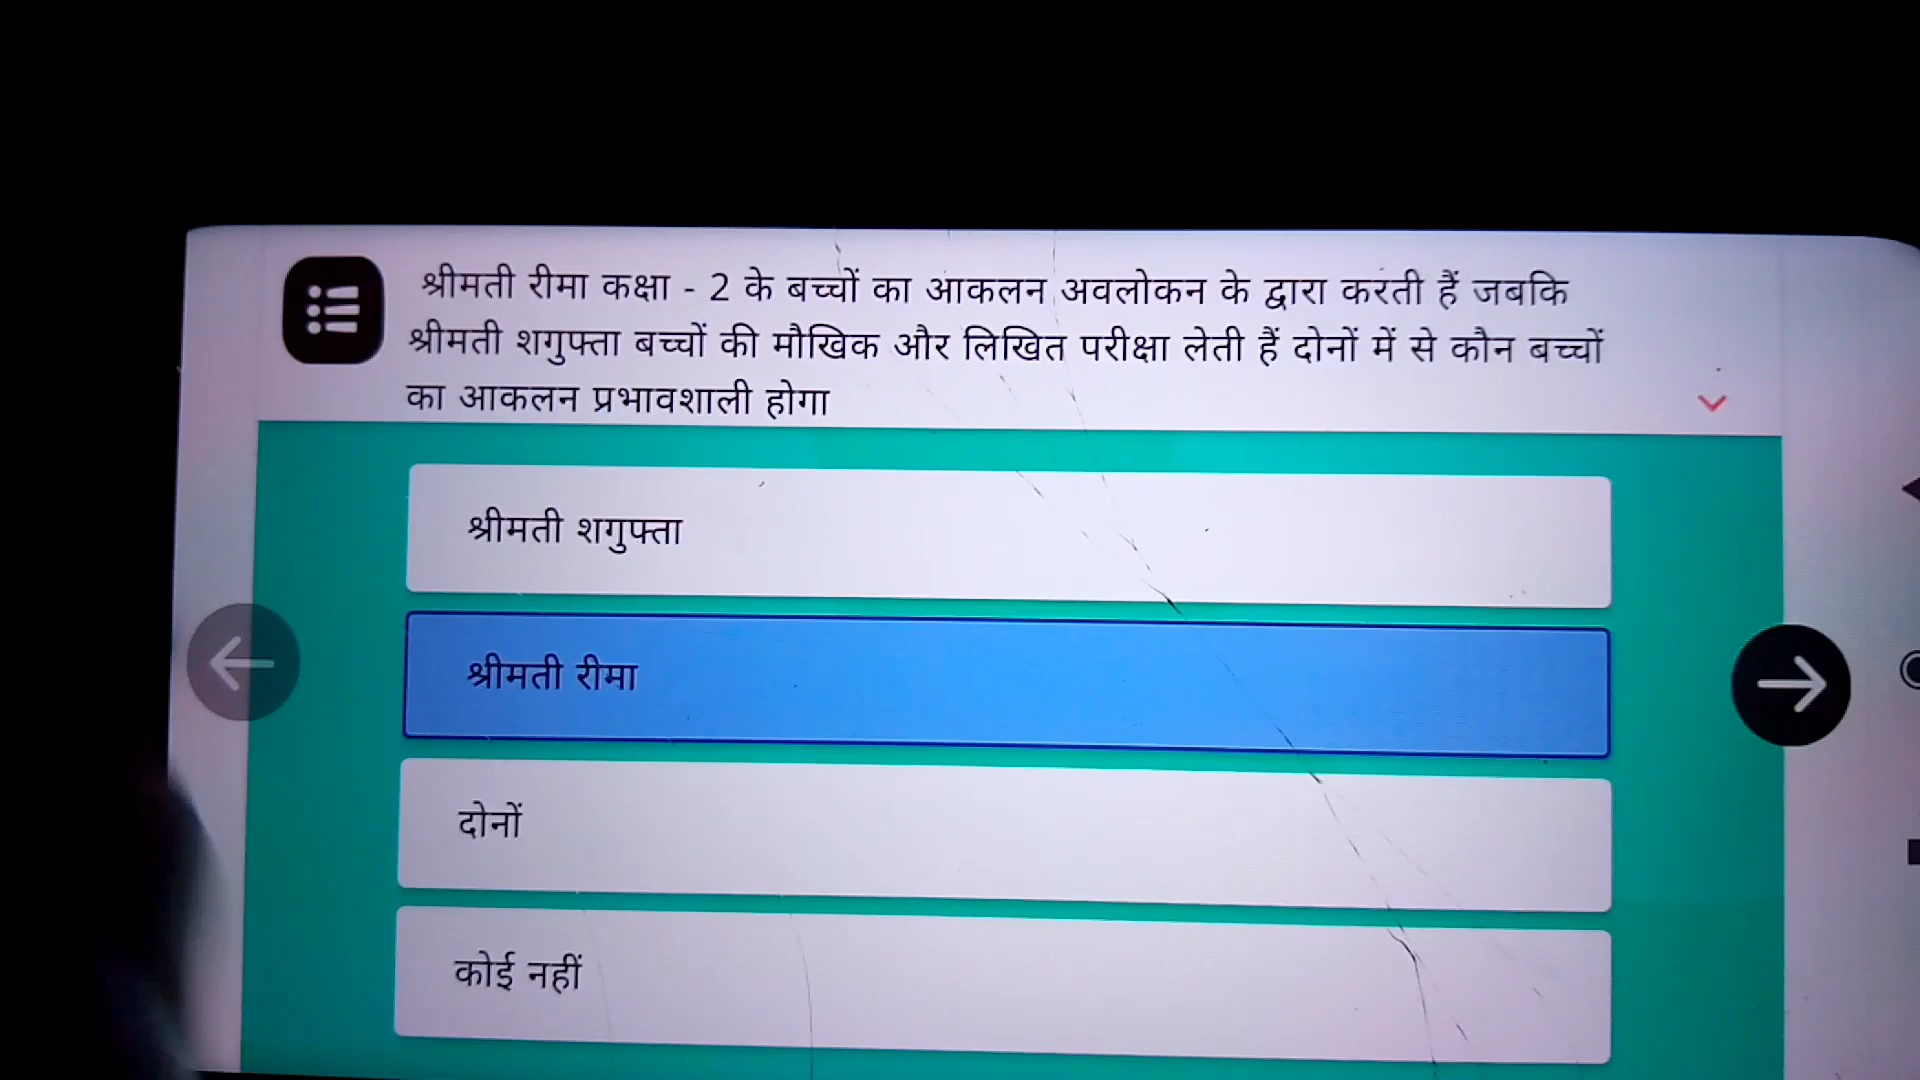 श्रीमती रीमा कक्षा - 2 के बच्चों का आकलन अवलोकन के द्वारा करती हैं जबकि
श्रीमती शगुफ्ता बच्चों की मौखिक और लिखित परीक्षा लेती हैं दोनों में से कौन बच्चों
का आकलन प्रभावशाली होगा
श्रीमती शगुफ्ता
श्रीमती रीमा
दोनों
कोई नहीं